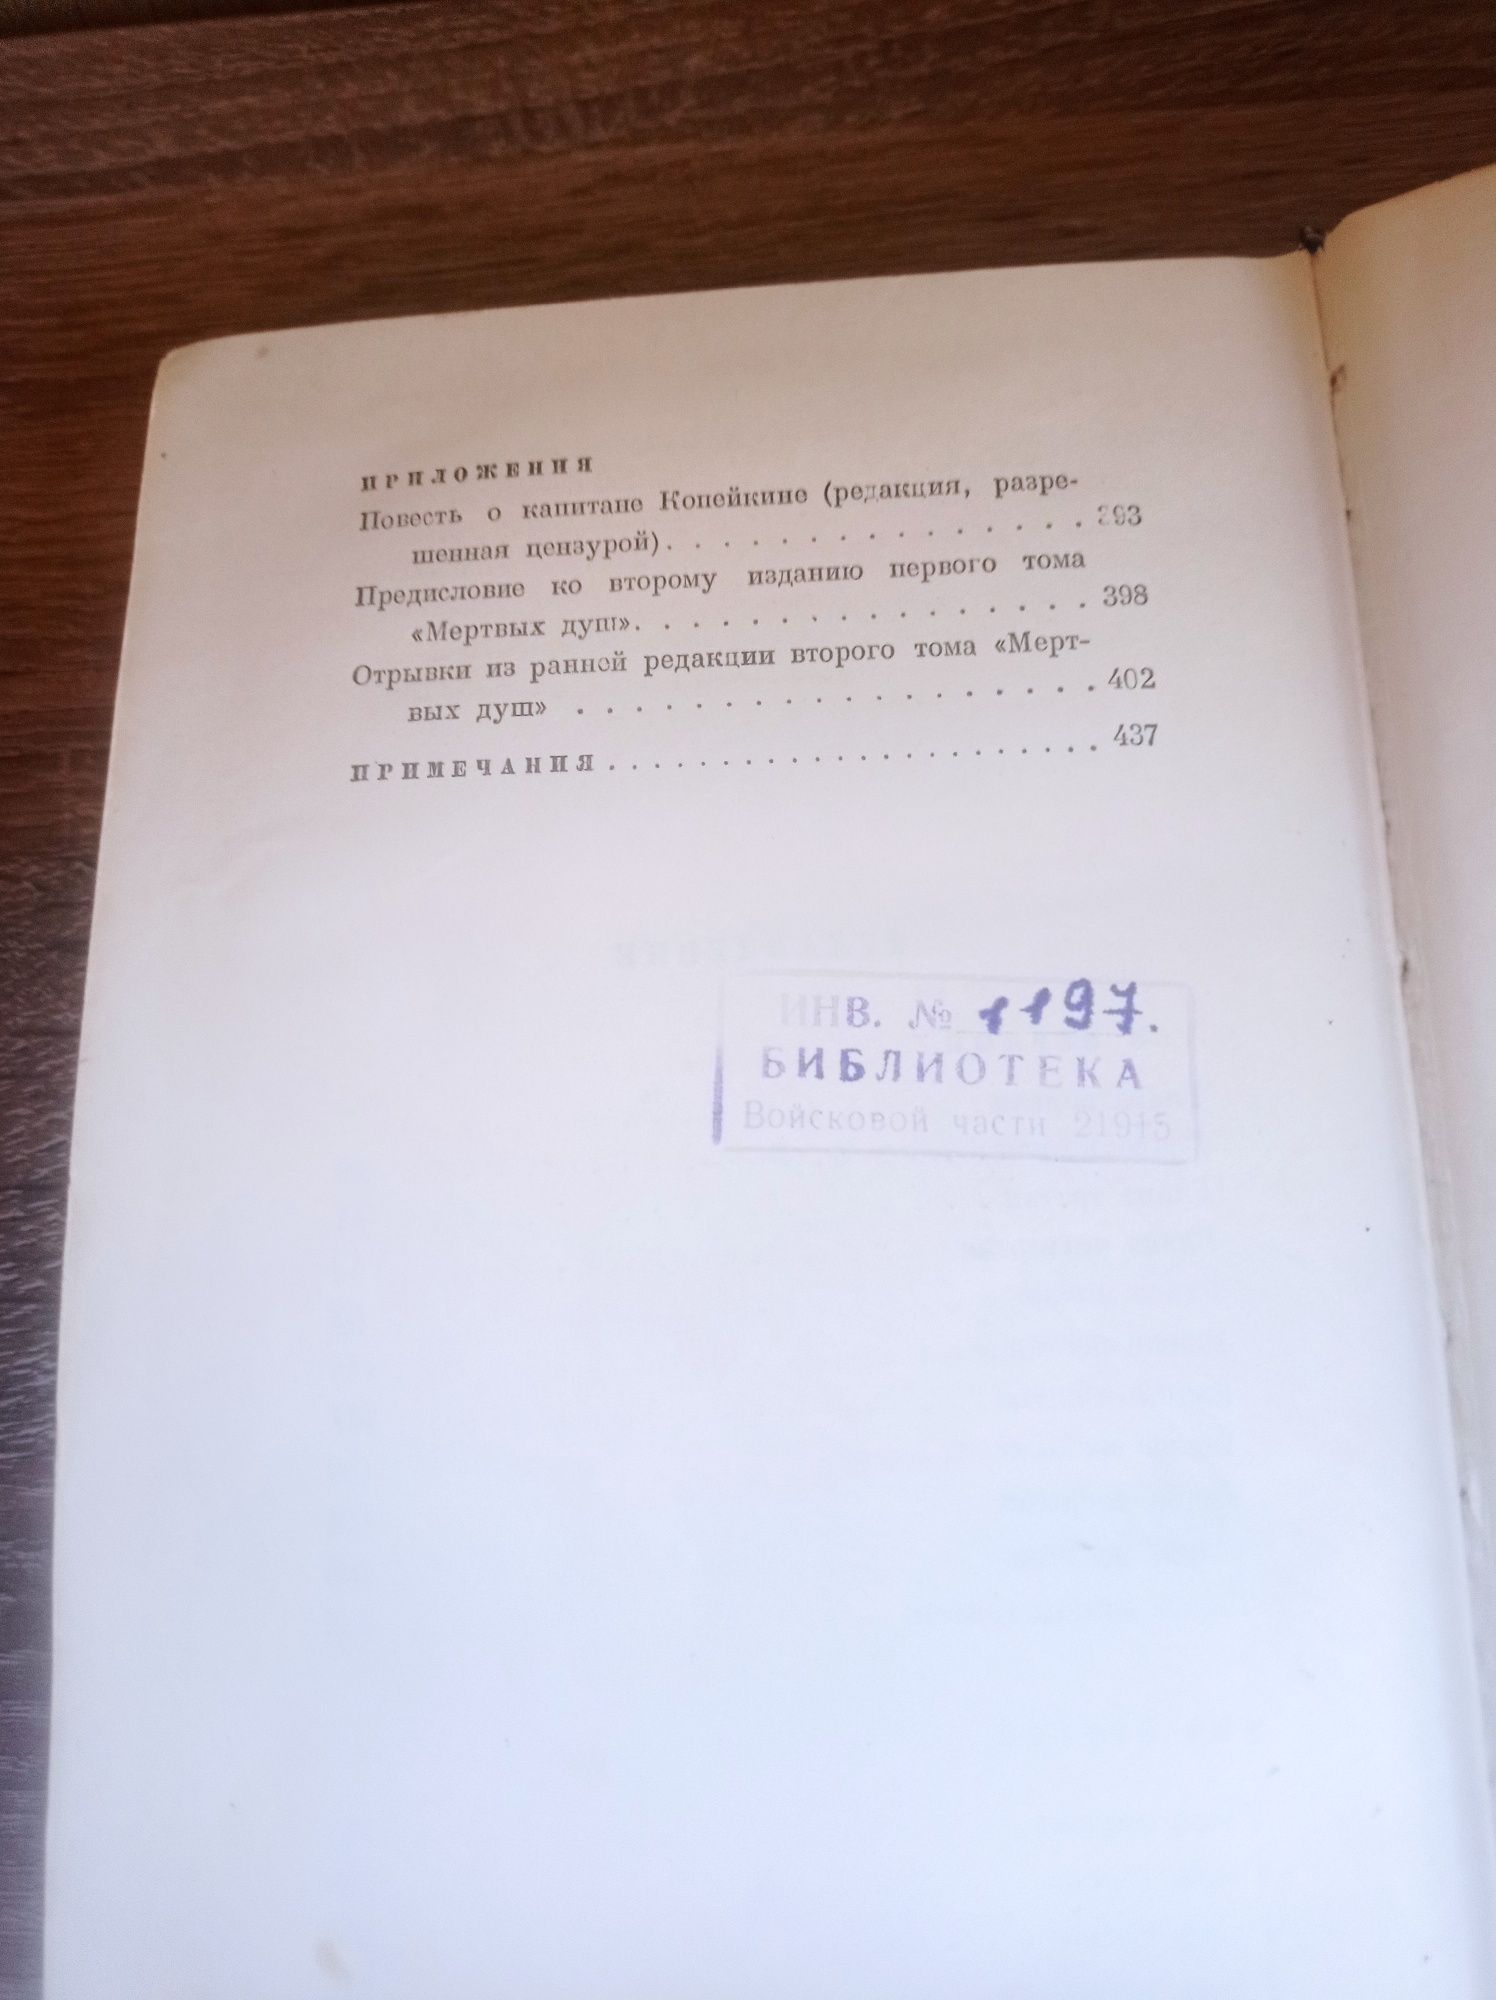 ПРИЛОЖЕНИЯ
Повесть о капитане Копейкине (редакция, разре-
шенная цензурой) . . . . . . . . . . . . . . . 393
Предисловие ко второму изданию первого тома
«Мертвых душ» . . . . . . . . . . . . . . . . 398
Отрывки из ранней редакции второго тома «Мерт-
вых душ» . . . . . . . . . . . . . . . . . . 402
ПРИМЕЧАНИЯ . . . . . . . . . . . . . . . . . . . . . 437
ИНВ. № 1197.
БИБЛИОТЕКА
Войсковой части 21915